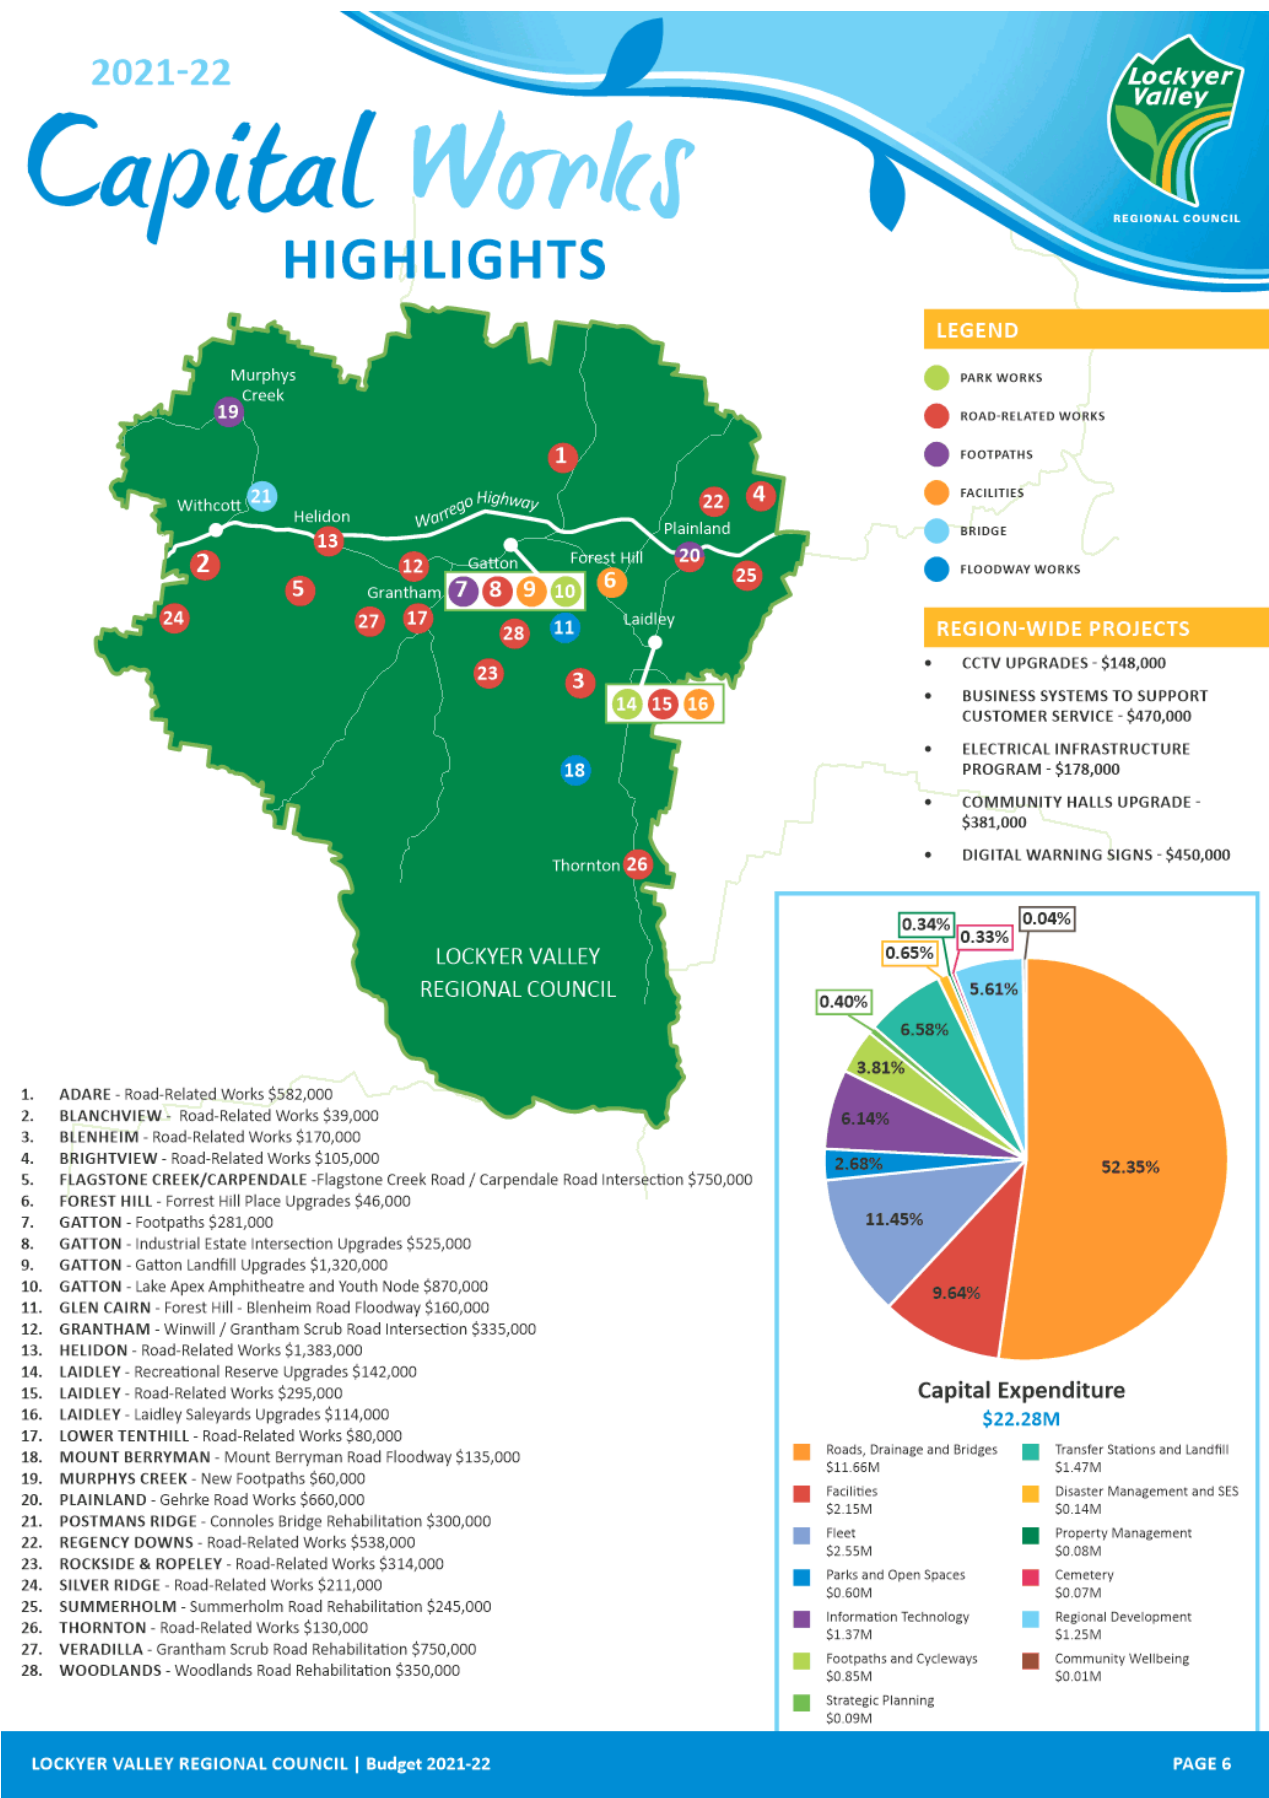 2021-22
Capital Works
HIGHLIGHTS
Lockyer
Valley
REGIONAL COUNCIL
Murphys
Creek
19
1
Withcott
21
Helidon
Warrego Highway
22
4
Plainland
13
2
12
Gatton
Forest Hill
20
5
Grantham
7
8
9
10
6
25
24
27
17
28
11
Laidley
23
3
14
15
16
18
Thornton
26
LOCKYER VALLEY
REGIONAL COUNCIL
LEGEND
PARK WORKS
ROAD-RELATED WORKS
FOOTPATHS
FACILITIES
BRIDGE
FLOODWAY WORKS
REGION-WIDE PROJECTS
• CCTV UPGRADES - $148,000
• BUSINESS SYSTEMS TO SUPPORT
CUSTOMER SERVICE - $470,000
• ELECTRICAL INFRASTRUCTURE
PROGRAM - $178,000
• COMMUNITY HALLS UPGRADE -
$381,000
• DIGITAL WARNING SIGNS - $450,000
1. ADARE - Road-Related Works $582,000
2. BLANCHVIEW - Road-Related Works $39,000
3. BLENHEIM - Road-Related Works $170,000
4. BRIGHTVIEW - Road-Related Works $105,000
5. FLAGSTONE CREEK/CARPENDALE -Flagstone Creek Road / Carpendale Road Intersection $750,000
6. FOREST HILL - Forrest Hill Place Upgrades $46,000
7. GATTON - Footpaths $281,000
8. GATTON - Industrial Estate Intersection Upgrades $525,000
9. GATTON - Gatton Landfill Upgrades $1,320,000
10. GATTON - Lake Apex Amphitheatre and Youth Node $870,000
11. GLEN CAIRN - Forest Hill - Blenheim Road Floodway $160,000
12. GRANTHAM - Winwill / Grantham Scrub Road Intersection $335,000
13. HELIDON - Road-Related Works $1,383,000
14. LAIDLEY - Recreational Reserve Upgrades $142,000
15. LAIDLEY - Road-Related Works $295,000
16. LAIDLEY - Laidley Saleyards Upgrades $114,000
17. LOWER TENTHILL - Road-Related Works $80,000
18. MOUNT BERRYMAN - Mount Berryman Road Floodway $135,000
19. MURPHYS CREEK - New Footpaths $60,000
20. PLAINLAND - Gehrke Road Works $660,000
21. POSTMANS RIDGE - Connoles Bridge Rehabilitation $300,000
22. REGENCY DOWNS - Road-Related Works $538,000
23. ROCKSIDE & ROPELEY - Road-Related Works $314,000
24. SILVER RIDGE - Road-Related Works $211,000
25. SUMMERHOLM - Summerholm Road Rehabilitation $245,000
26. THORNTON - Road-Related Works $130,000
27. VERADILLA - Grantham Scrub Road Rehabilitation $750,000
28. WOODLANDS - Woodlands Road Rehabilitation $350,000
0.04%
0.34%
0.33%
0.65%
5.61%
0.40%
6.58%
3.81%
6.14%
2.68%
52.35%
11.45%
9.64%
Capital Expenditure
$22.28M
Roads, Drainage and Bridges
$11.66M
Facilities
$2.15M
Fleet
$2.55M
Parks and Open Spaces
$0.60M
Information Technology
$1.37M
Footpaths and Cycleways
$0.85M
Strategic Planning
$0.09M
Transfer Stations and Landfill
$1.47M
Disaster Management and SES
$0.14M
Property Management
$0.08M
Cemetery
$0.07M
Regional Development
$1.25M
Community Wellbeing
$0.01M
LOCKYER VALLEY REGIONAL COUNCIL | Budget 2021-22
PAGE 6